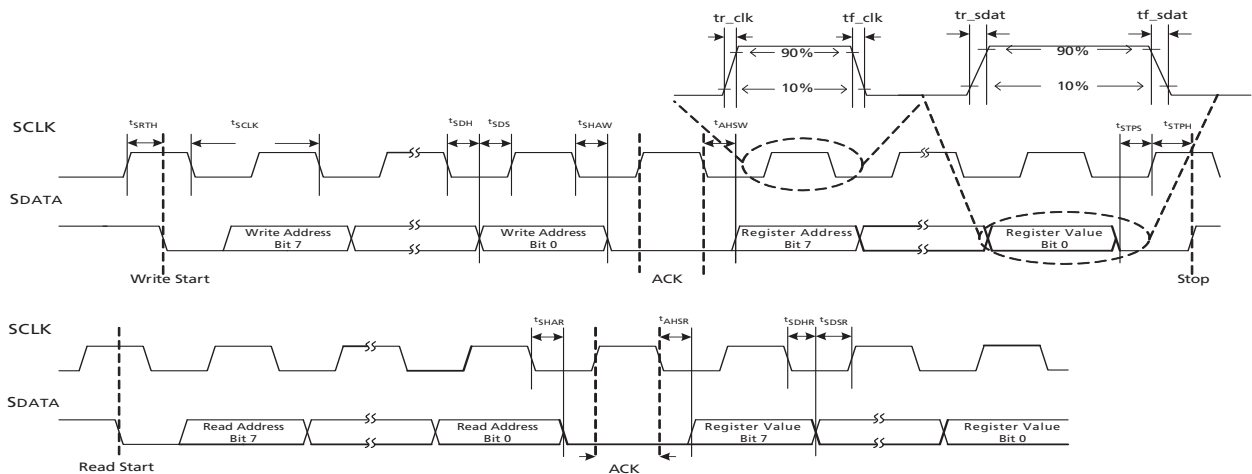 tr_clk tf_clk tr_sdat tf_sdat
90% 90%
10% 10%
SCLK
tSRTH tSCLK tSDH tSDS tSHAW tAHSW tSTPS tSTPH
SDATA
Write Address Bit 7
Write Address Bit 0
Register Address Bit 7
Register Value Bit 0
Write Start ACK Stop
SCLK
tSHAR tAHSR tSDHR tSDSR
SDATA
Read Address Bit 7
Read Address Bit 0
Register Value Bit 7
Register Value Bit 0
Read Start ACK